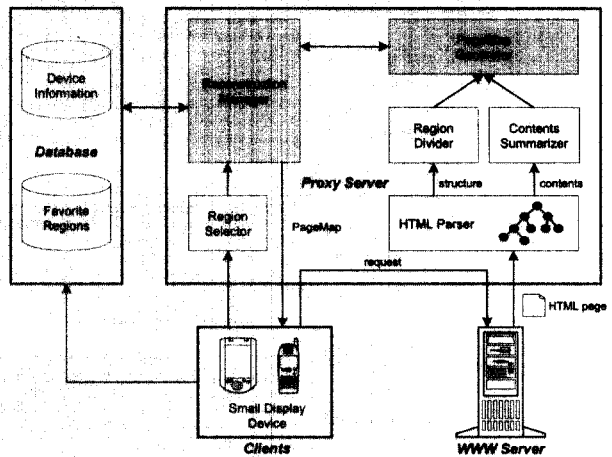 Device
Information
Database
Favorite
Regions
Manager
Region
Divider
Contents
Summarizer
Proxy Server
structure
contents
Region
Selector
PageMap
HTML Parser
request
HTML page
Small Display
Device
Clients
WWW Server